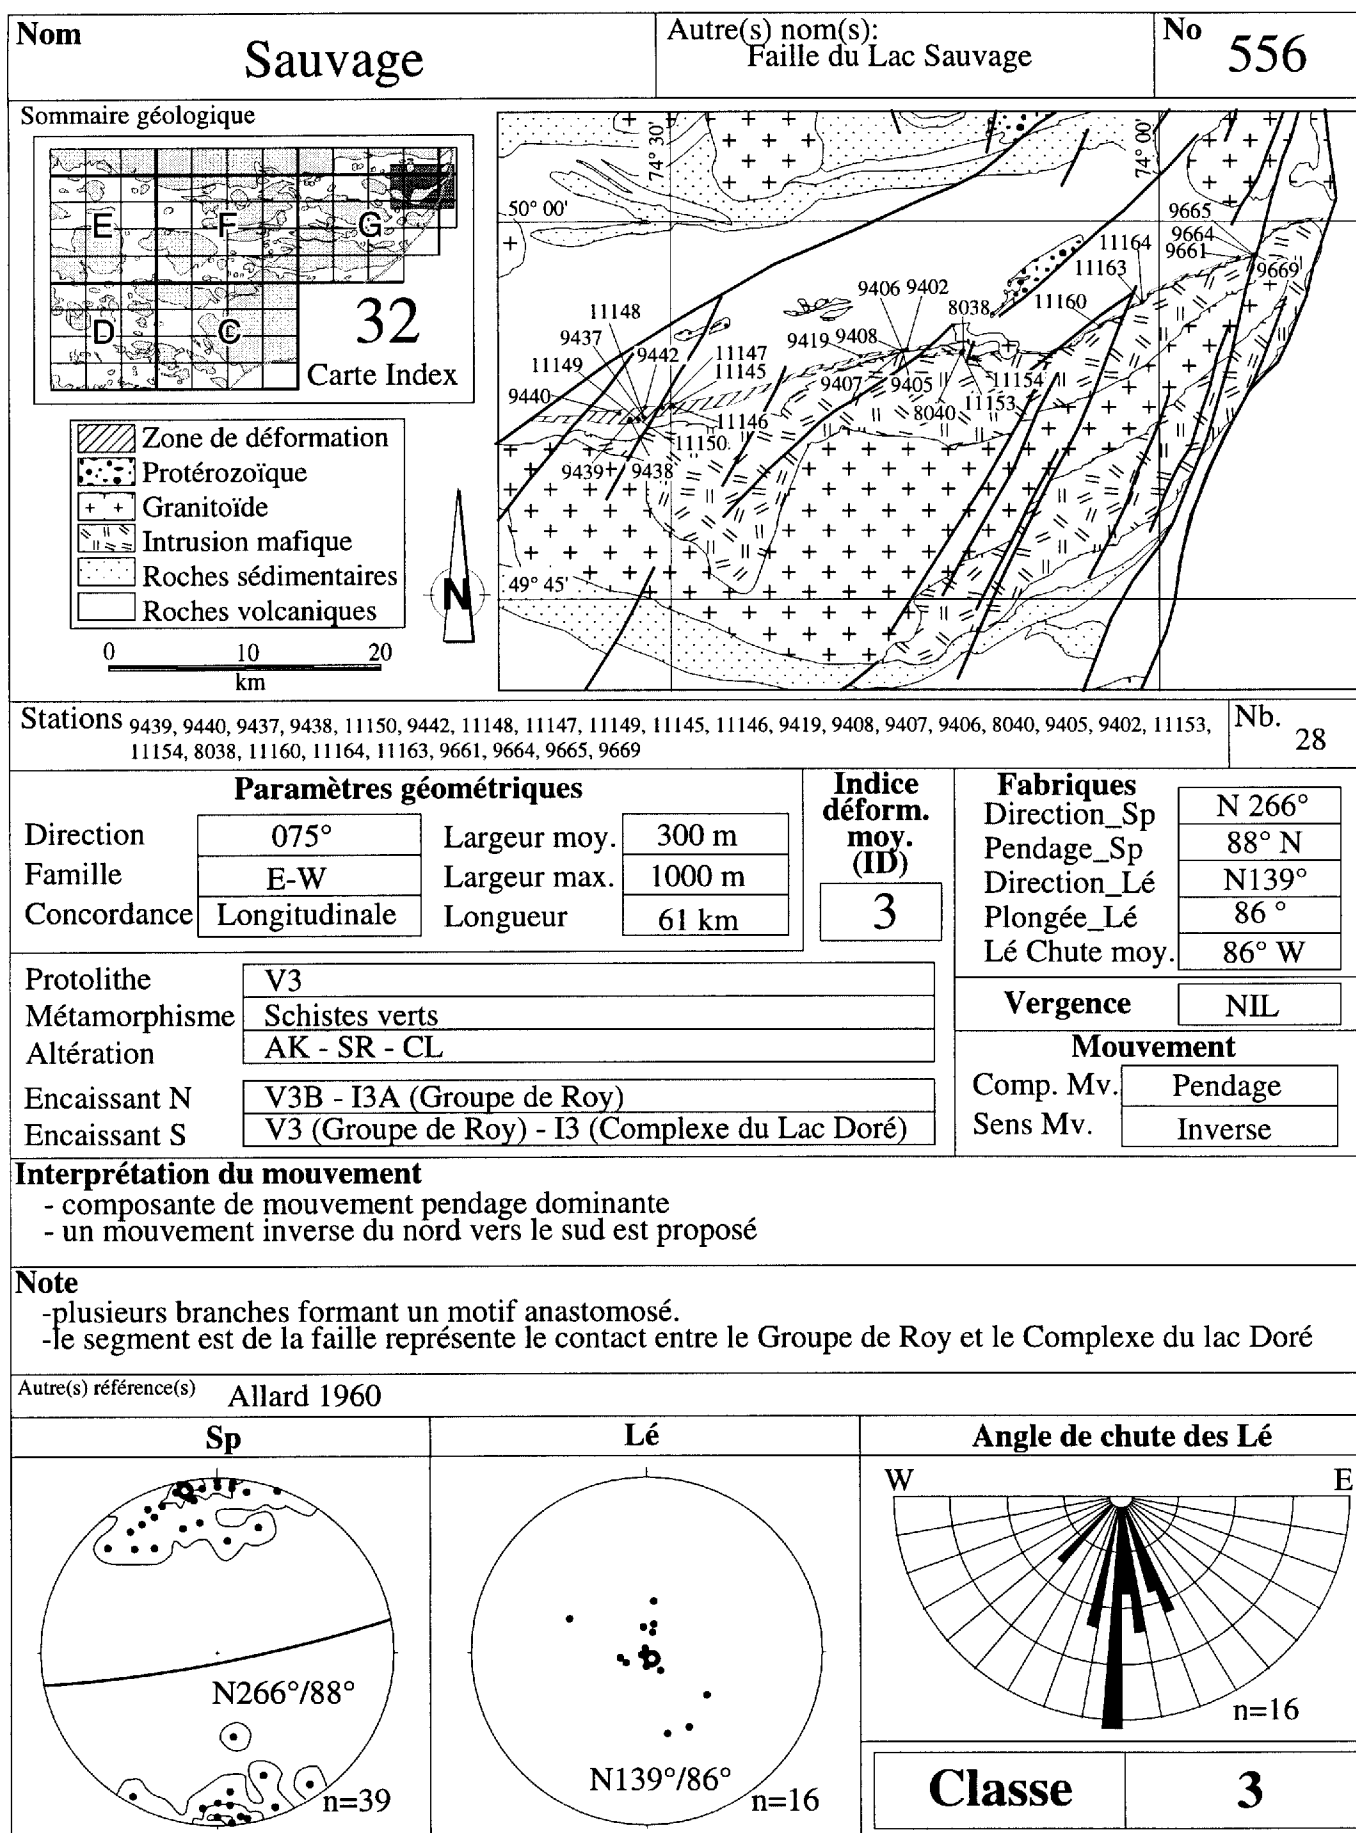 Nom
Sauvage
Autre(s) nom(s):
Faille du Lac Sauvage
No
556
Sommaire géologique
E
F
G
D
C
32
Carte Index
Zone de déformation
Protérozoïque
Granitoïde
Intrusion mafique
Roches sédimentaires
Roches volcaniques
0 10 20
km
N
74° 30'
74° 00'
50° 00'
49° 45'
9665
9664
9661
9669
11164
11163
11160
9406 9402
8038
11148
9437
11149
9442
11147
11145
9440
9419 9408
9407
9405
11154
11153
8040
11146
11150
9439
9438
Stations 9439, 9440, 9437, 9438, 11150, 9442, 11148, 11147, 11149, 11145, 11146, 9419, 9408, 9407, 9406, 8040, 9405, 9402, 11153,
11154, 8038, 11160, 11164, 11163, 9661, 9664, 9665, 9669
Nb.
28
Paramètres géométriques
Direction 075°
Famille E-W
Concordance Longitudinale
Largeur moy. 300 m
Largeur max. 1000 m
Longueur 61 km
Indice
déform.
moy.
(ID)
3
Fabriques
Direction_Sp N 266°
Pendage_Sp 88° N
Direction_Lé N139°
Plongée_Lé 86 °
Lé Chute moy. 86° W
Vergence NIL
Mouvement
Comp. Mv. Pendage
Sens Mv. Inverse
Protolithe V3
Métamorphisme Schistes verts
Altération AK - SR - CL
Encaissant N V3B - I3A (Groupe de Roy)
Encaissant S V3 (Groupe de Roy) - I3 (Complexe du Lac Doré)
Interprétation du mouvement
- composante de mouvement pendage dominante
- un mouvement inverse du nord vers le sud est proposé
Note
-plusieurs branches formant un motif anastomosé.
-le segment est de la faille représente le contact entre le Groupe de Roy et le Complexe du lac Doré
Autre(s) référence(s) Allard 1960
Sp
N266°/88°
n=39
Lé
N139°/86°
n=16
Angle de chute des Lé
W E
n=16
Classe 3